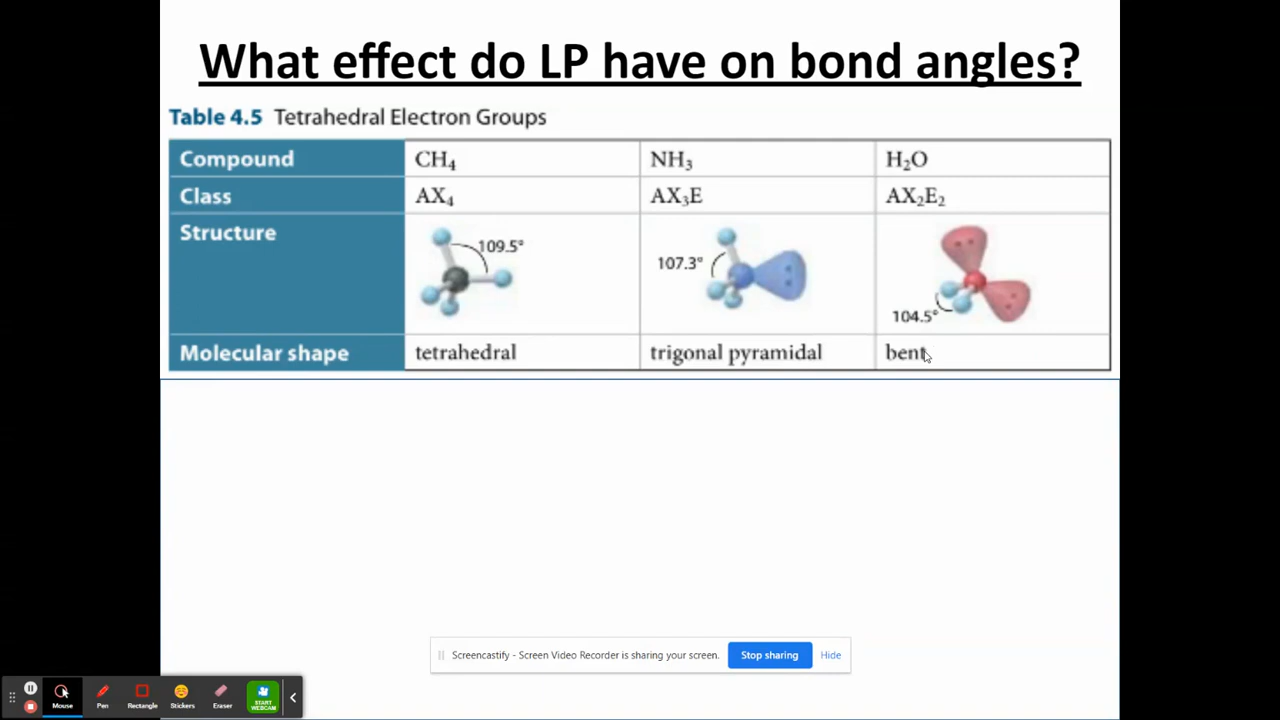 What effect do LP have on bond angles?
Table 4.5 Tetrahedral Electron Groups
Compound CH₄ NH₃ H₂O
Class AX₄ AX₃E AX₂E₂
Structure
109.5°
107.3°
104.5°
Molecular shape tetrahedral trigonal pyramidal bent
Screencastify - Screen Video Recorder is sharing your screen. Stop sharing Hide
Mouse Pen Rectangle Stickers Eraser START WEBCAM